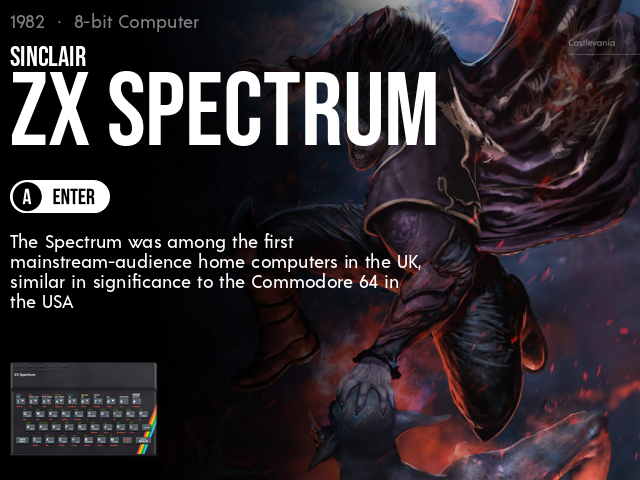 1982 · 8-bit Computer
Castlevania
SINCLAIR
ZX SPECTRUM
A ENTER
The Spectrum was among the first
mainstream-audience home computers in the UK,
similar in significance to the Commodore 64 in
the USA
ZX Spectrum